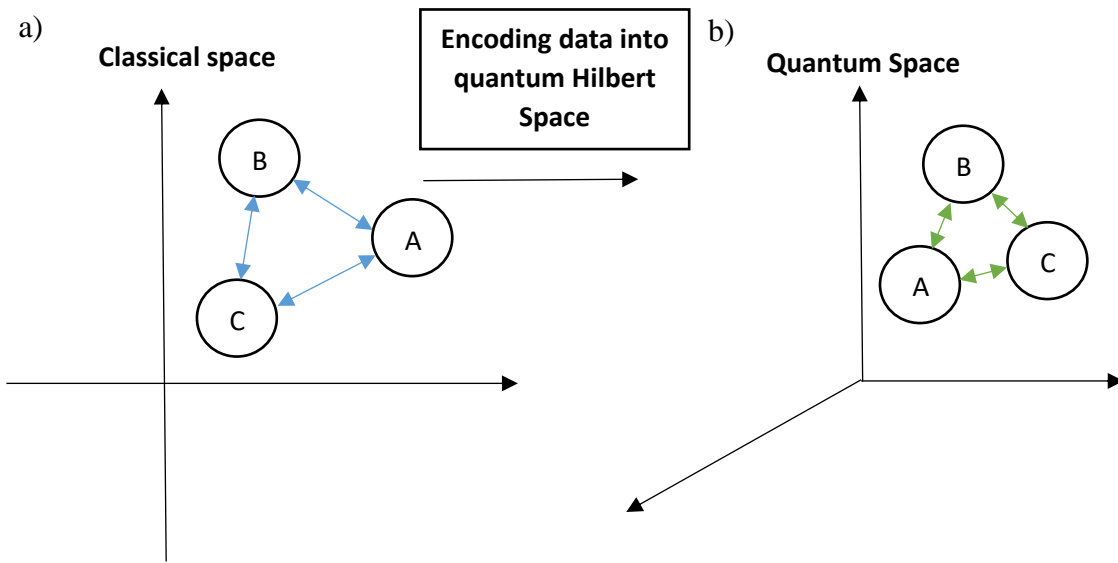 a)
Classical space
B
A
C
Encoding data into
quantum Hilbert
Space
b)
Quantum Space
B
A
C